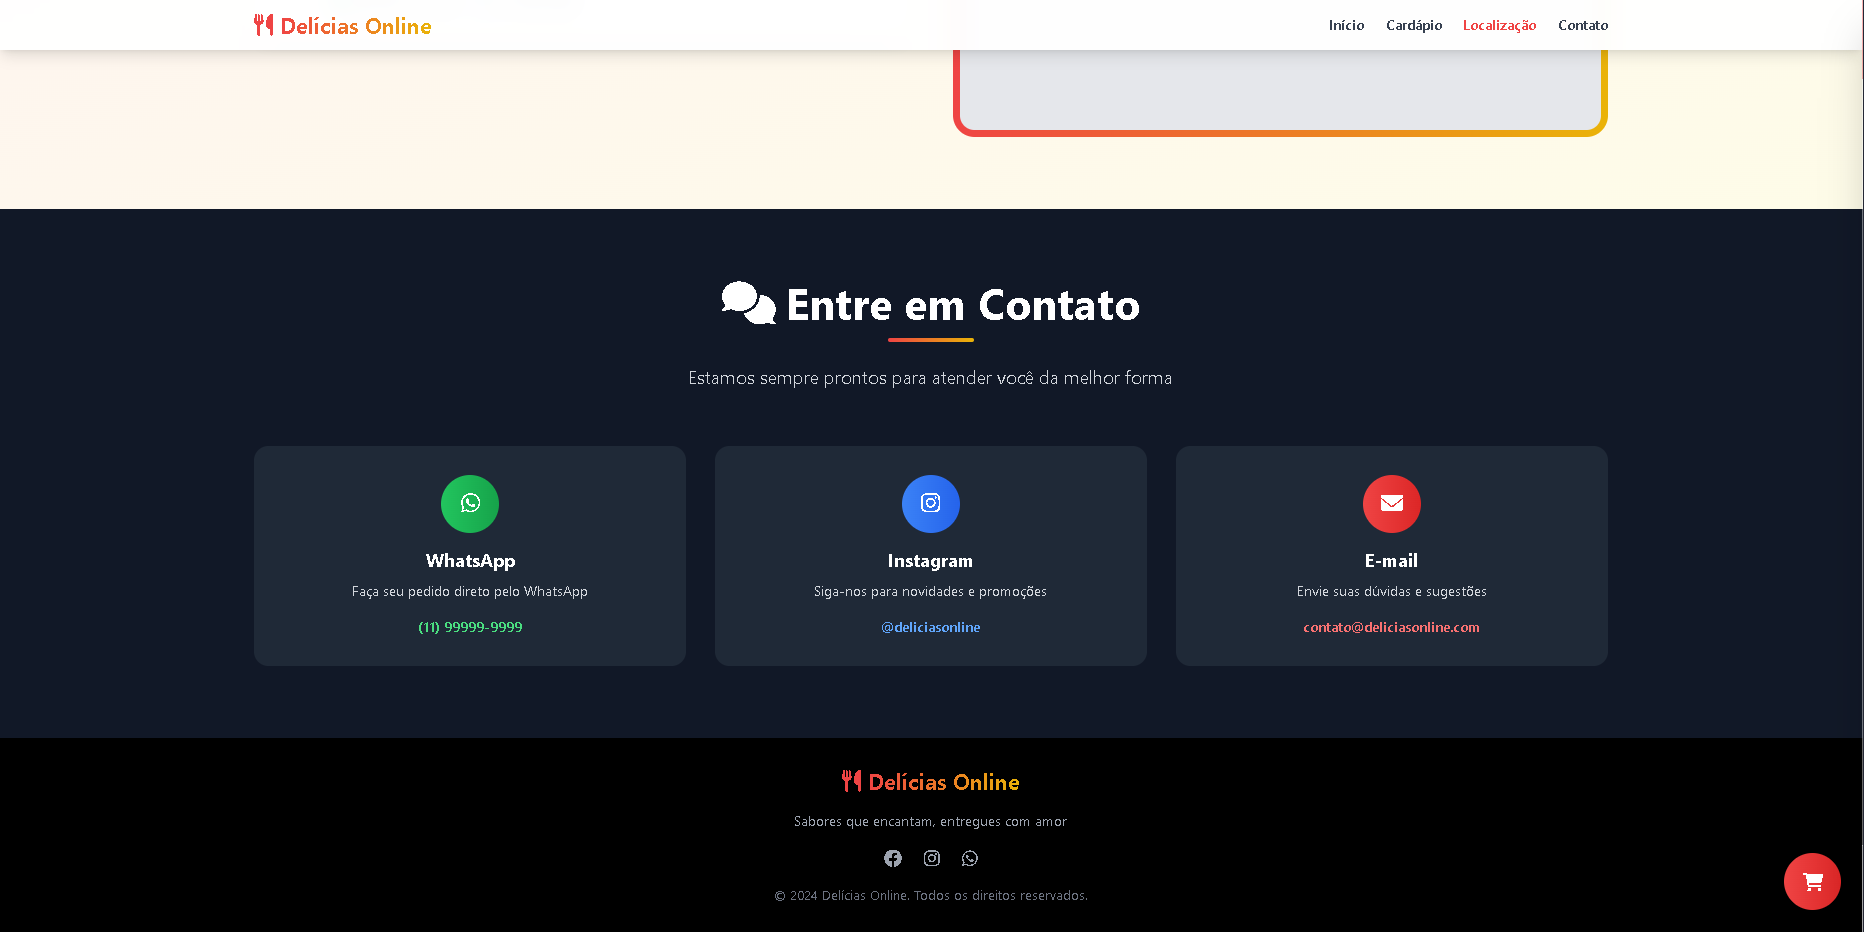 Delícias Online
Início Cardápio Localização Contato
Entre em Contato
Estamos sempre prontos para atender você da melhor forma
WhatsApp
Faça seu pedido direto pelo WhatsApp
(11) 99999-9999
Instagram
Siga-nos para novidades e promoções
@deliciasonline
E-mail
Envie suas dúvidas e sugestões
contato@deliciasonline.com
Delícias Online
Sabores que encantam, entregues com amor
© 2024 Delícias Online. Todos os direitos reservados.